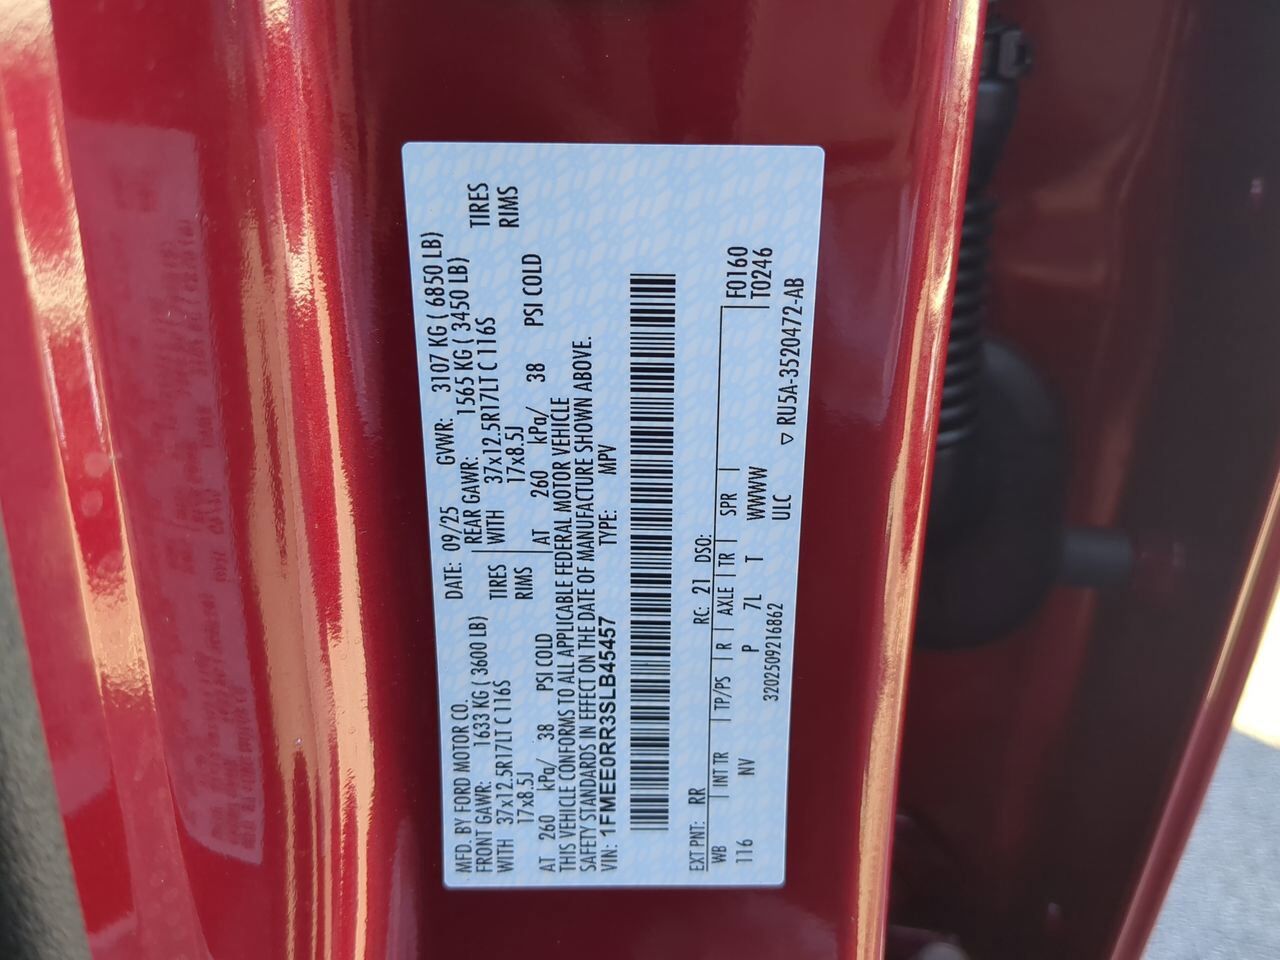 MFD. BY FORD MOTOR CO. DATE: 09/25 GVWR: 3107 KG ( 6850 LB)
FRONT GAWR: 1633 KG ( 3600 LB) REAR GAWR: 1565 KG ( 3450 LB)
WITH 37x12.5R17LT C 116S TIRES WITH 37x12.5R17LT C 116S TIRES
17x8.5J RIMS 17x8.5J RIMS
AT 260 kPa/ 38 PSI COLD AT 260 kPa/ 38 PSI COLD
THIS VEHICLE CONFORMS TO ALL APPLICABLE FEDERAL MOTOR VEHICLE
SAFETY STANDARDS IN EFFECT ON THE DATE OF MANUFACTURE SHOWN ABOVE.
VIN: 1FMEE0RR3SLB45457 TYPE: MPV
EXT PNT: RR RC: 21 DSO:
WB INT TR TP/PS R AXLE TR SPR F0160
116 NV P 7L T WWWW T0246
3202509216862 ULC ▽ RU5A-3520472-AB